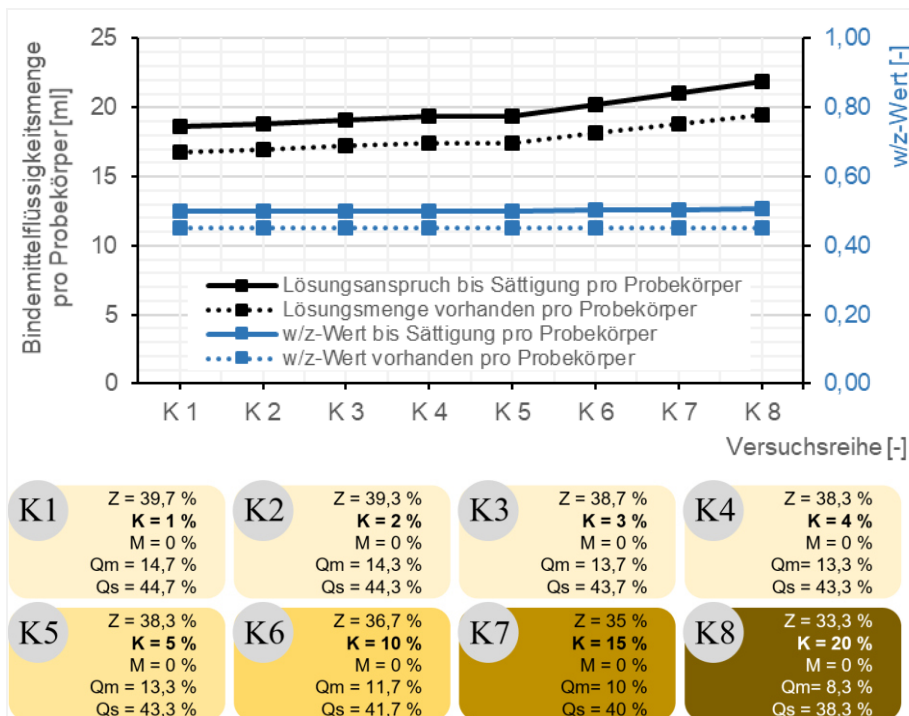 Bindemittelflüssigkeitsmenge
pro Probekörper [ml]
25
20
15
10
5
0
1,00
0,80
0,60
0,40
0,20
0,00
w/z-Wert [-]
Lösungsanspruch bis Sättigung pro Probekörper
Lösungsmenge vorhanden pro Probekörper
w/z-Wert bis Sättigung pro Probekörper
w/z-Wert vorhanden pro Probekörper
K 1 K 2 K 3 K 4 K 5 K 6 K 7 K 8
Versuchsreihe [-]
K1
Z = 39,7 %
K = 1 %
M = 0 %
Qm = 14,7 %
Qs = 44,7 %
K2
Z = 39,3 %
K = 2 %
M = 0 %
Qm = 14,3 %
Qs = 44,3 %
K3
Z = 38,7 %
K = 3 %
M = 0 %
Qm = 13,7 %
Qs = 43,7 %
K4
Z = 38,3 %
K = 4 %
M = 0 %
Qm = 13,3 %
Qs = 43,3 %
K5
Z = 38,3 %
K = 5 %
M = 0 %
Qm = 13,3 %
Qs = 43,3 %
K6
Z = 36,7 %
K = 10 %
M = 0 %
Qm = 11,7 %
Qs = 41,7 %
K7
Z = 35 %
K = 15 %
M = 0 %
Qm= 10 %
Qs = 40 %
K8
Z = 33,3 %
K = 20 %
M = 0 %
Qm= 8,3 %
Qs = 38,3 %